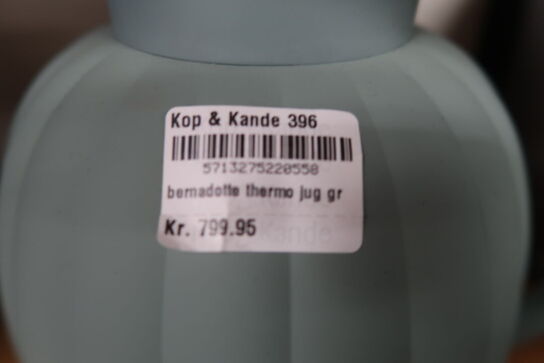 Kop & Kande 396
5713275220558
bernadotte thermo jug gr
Kr. 799.95